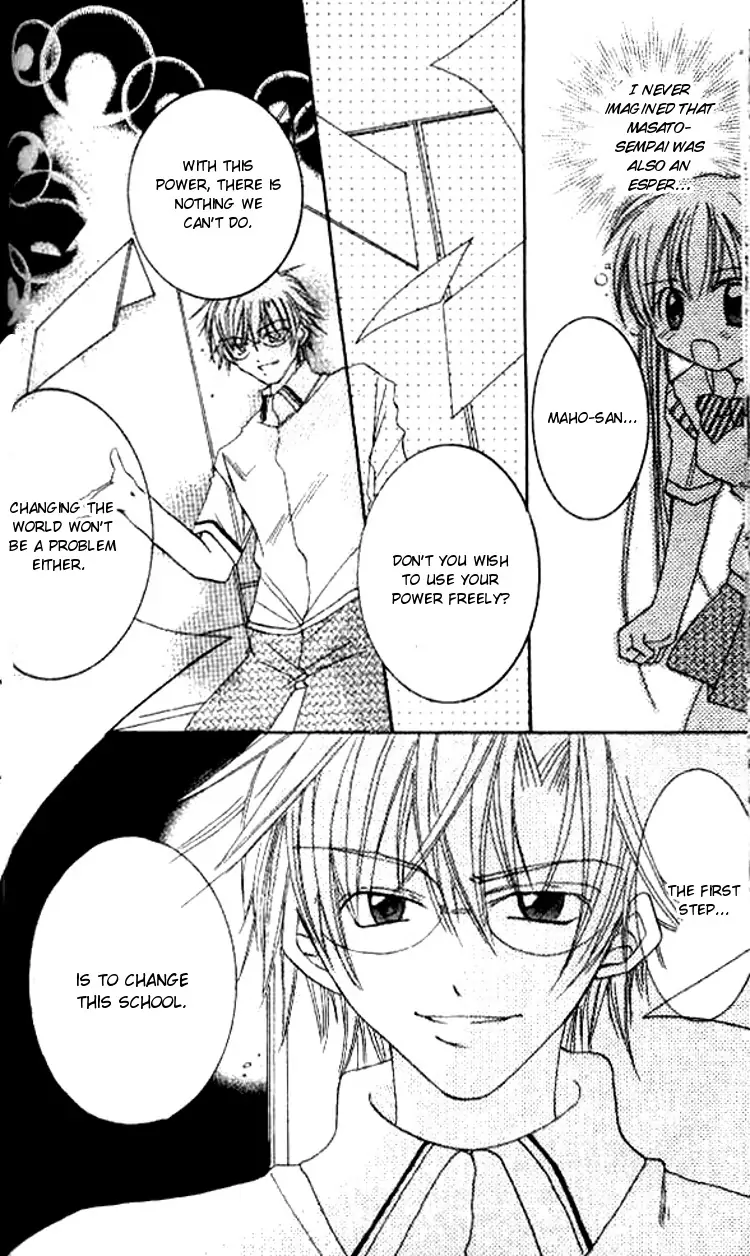 I NEVER
IMAGINED THAT
MASATO-
SEMPAI WAS
ALSO AN
ESPER...
MAHO-SAN...
DON'T YOU WISH
TO USE YOUR
POWER FREELY?
WITH THIS
POWER, THERE IS
NOTHING WE
CAN'T DO.
CHANGING THE
WORLD WON'T
BE A PROBLEM
EITHER.
THE FIRST
STEP...
IS TO CHANGE
THIS SCHOOL.